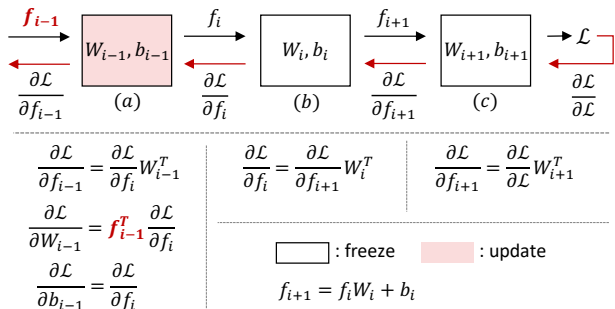 f_{i−1} f_i f_{i+1}
W_{i−1}, b_{i−1} W_i, b_i W_{i+1}, b_{i+1} ℒ
∂ℒ/∂f_{i−1} (a) ∂ℒ/∂f_i (b) ∂ℒ/∂f_{i+1} (c) ∂ℒ/∂ℒ
∂ℒ/∂f_{i−1} = ∂ℒ/∂f_i W_{i−1}^T ∂ℒ/∂f_i = ∂ℒ/∂f_{i+1} W_i^T ∂ℒ/∂f_{i+1} = ∂ℒ/∂ℒ W_{i+1}^T
∂ℒ/∂W_{i−1} = f_{i−1}^T ∂ℒ/∂f_i
: freeze : update
∂ℒ/∂b_{i−1} = ∂ℒ/∂f_i f_{i+1} = f_i W_i + b_i